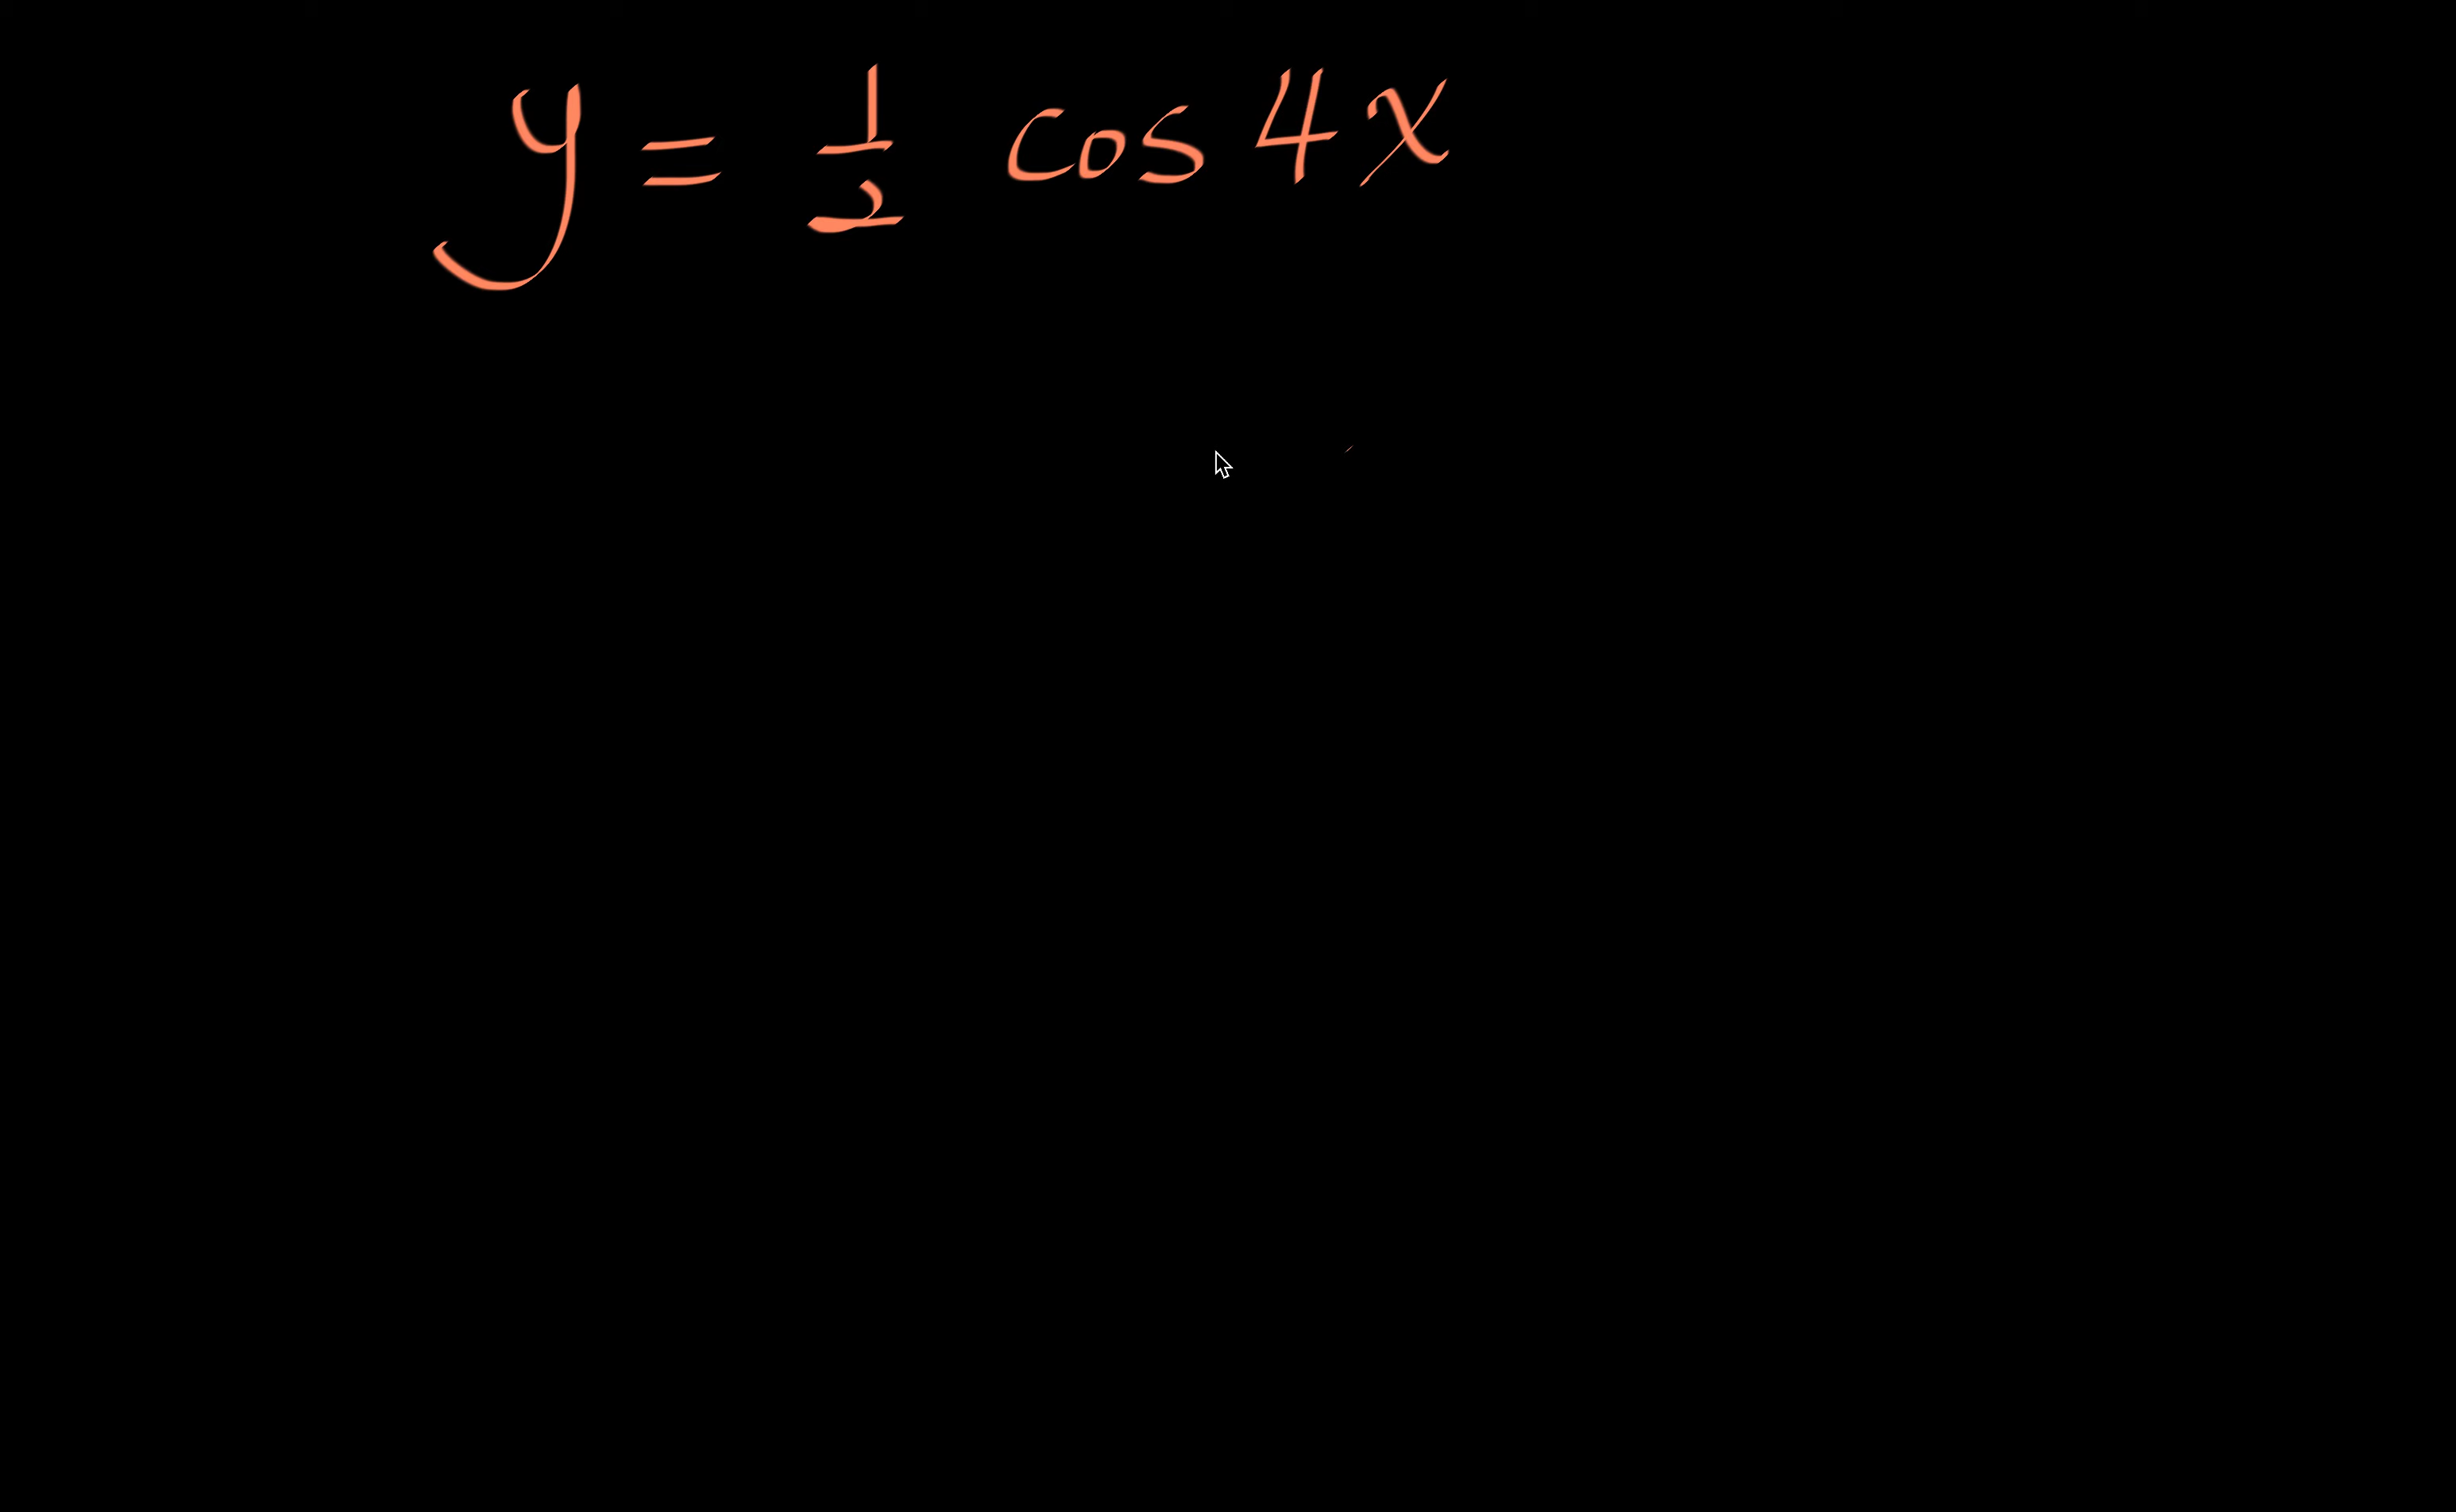 y = 1/2 cos 4x